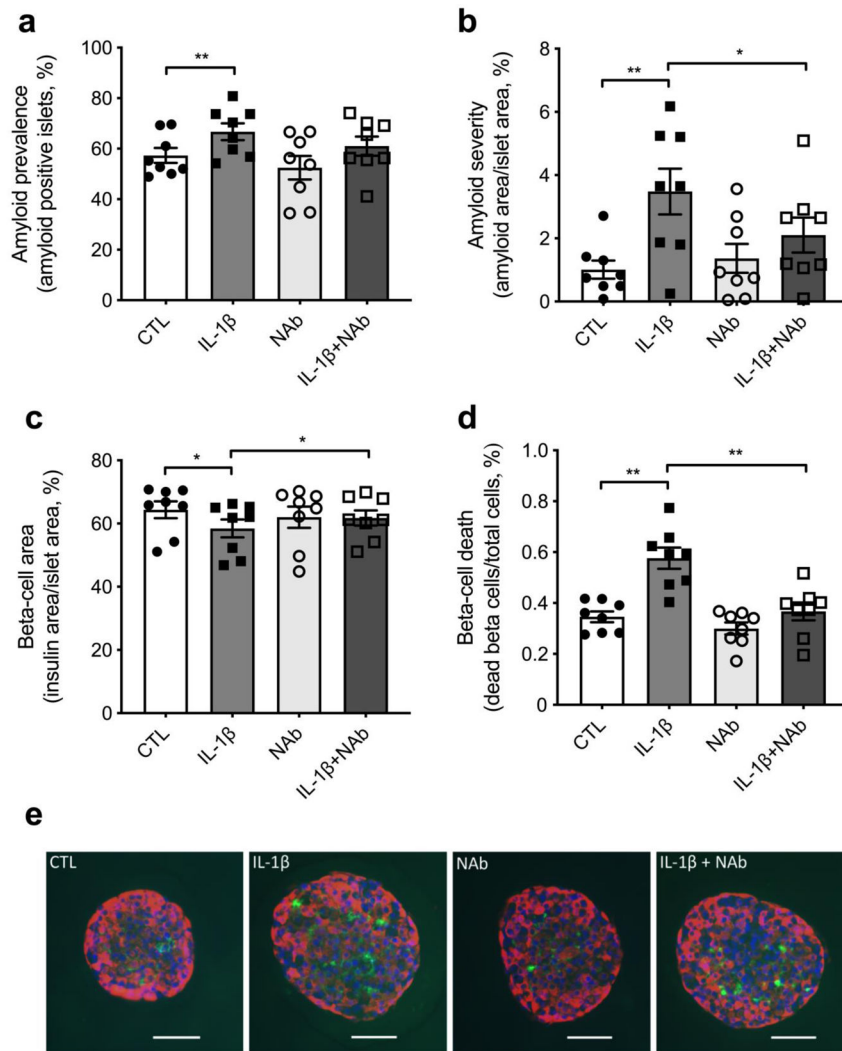 a
Amyloid prevalence
(amyloid positive islets, %)
100
80
60
40
20
0
**
CTL
IL-1β
NAb
IL-1β+NAb
b
Amyloid severity
(amyloid area/islet area, %)
8
6
4
2
0
**
*
CTL
IL-1β
NAb
IL-1β+NAb
c
Beta-cell area
(insulin area/islet area, %)
80
60
40
20
0
*
*
CTL
IL-1β
NAb
IL-1β+NAb
d
Beta-cell death
(dead beta cells/total cells, %)
1.0
0.8
0.6
0.4
0.2
0
**
**
CTL
IL-1β
NAb
IL-1β+NAb
e
CTL
IL-1β
NAb
IL-1β + NAb